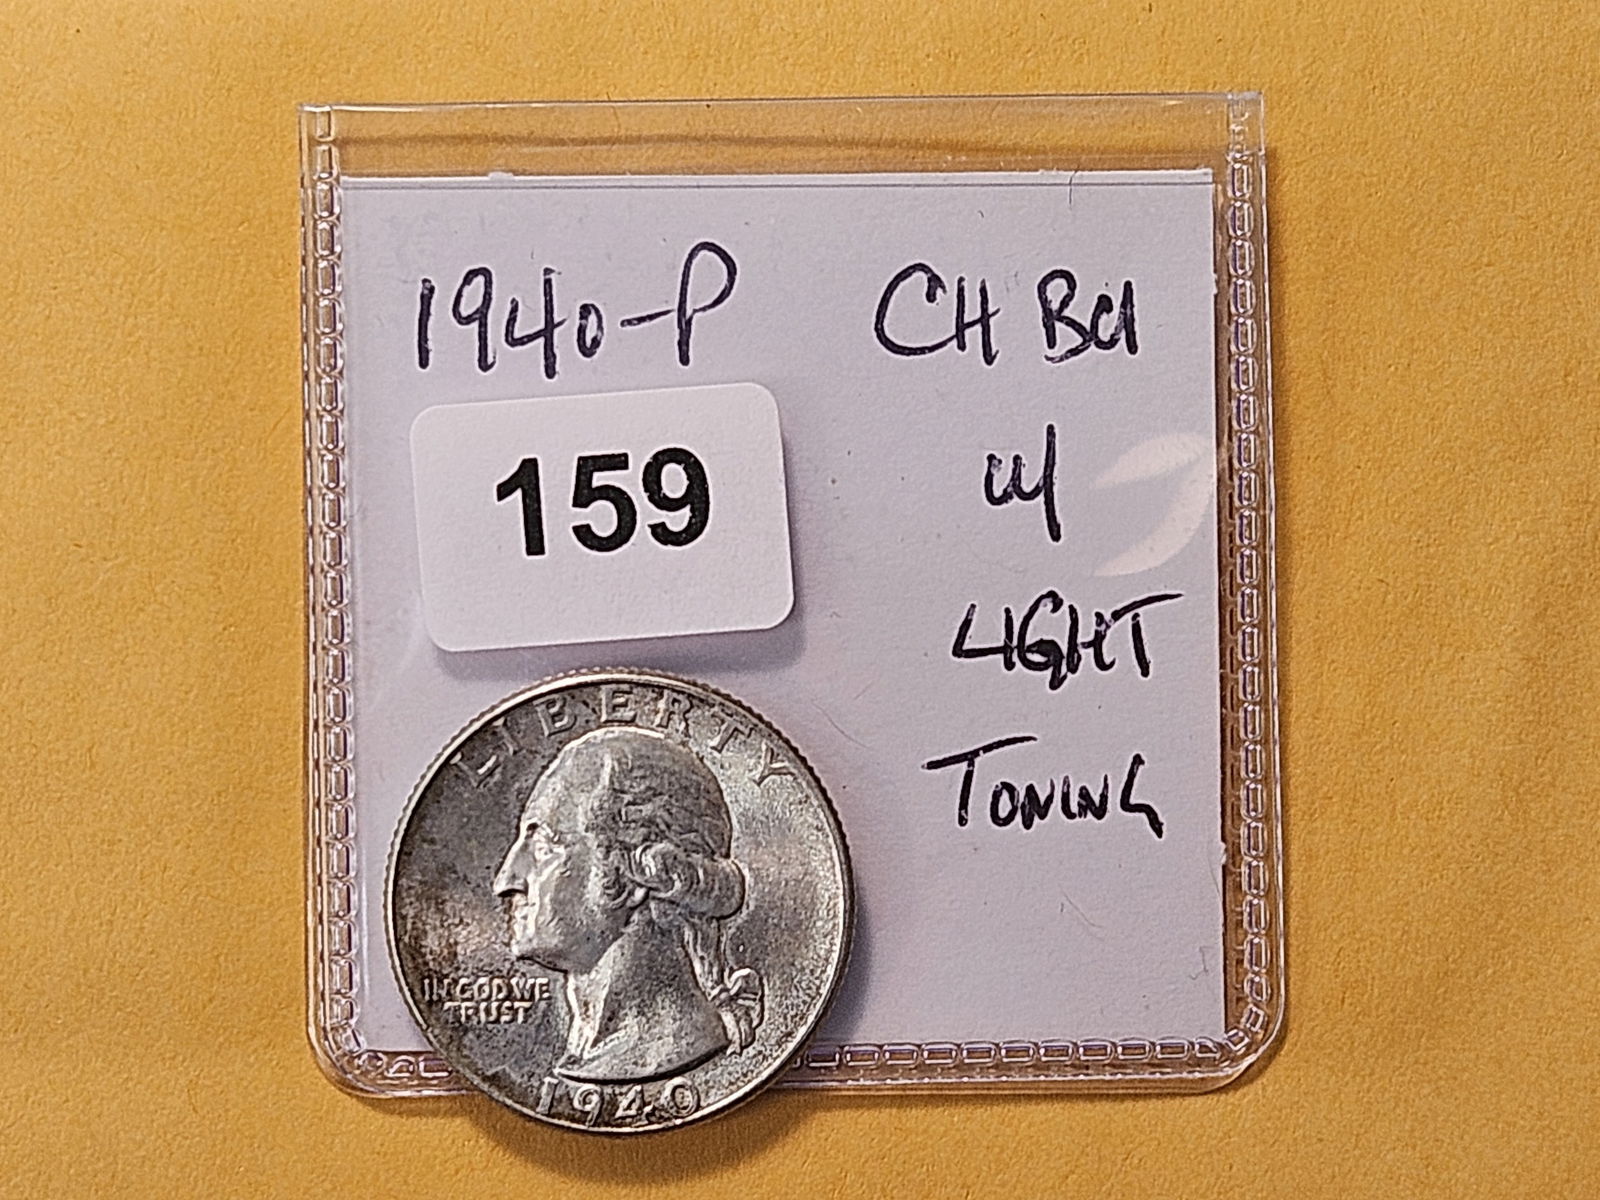 1940-P CH BU
w/
LIGHT
TONING
159
LIBERTY
IN GOD WE
TRUST
1940